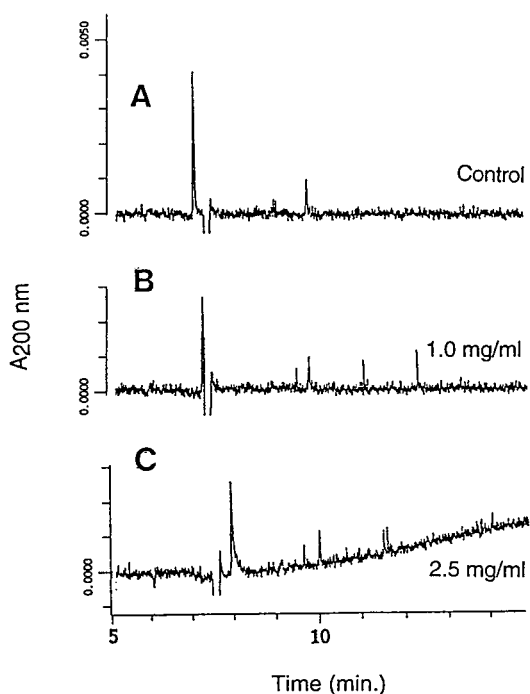 0.0050
A
Control
0.0000
B
1.0 mg/ml
A200 nm
0.0000
C
0.0000
2.5 mg/ml
5
10
Time (min.)